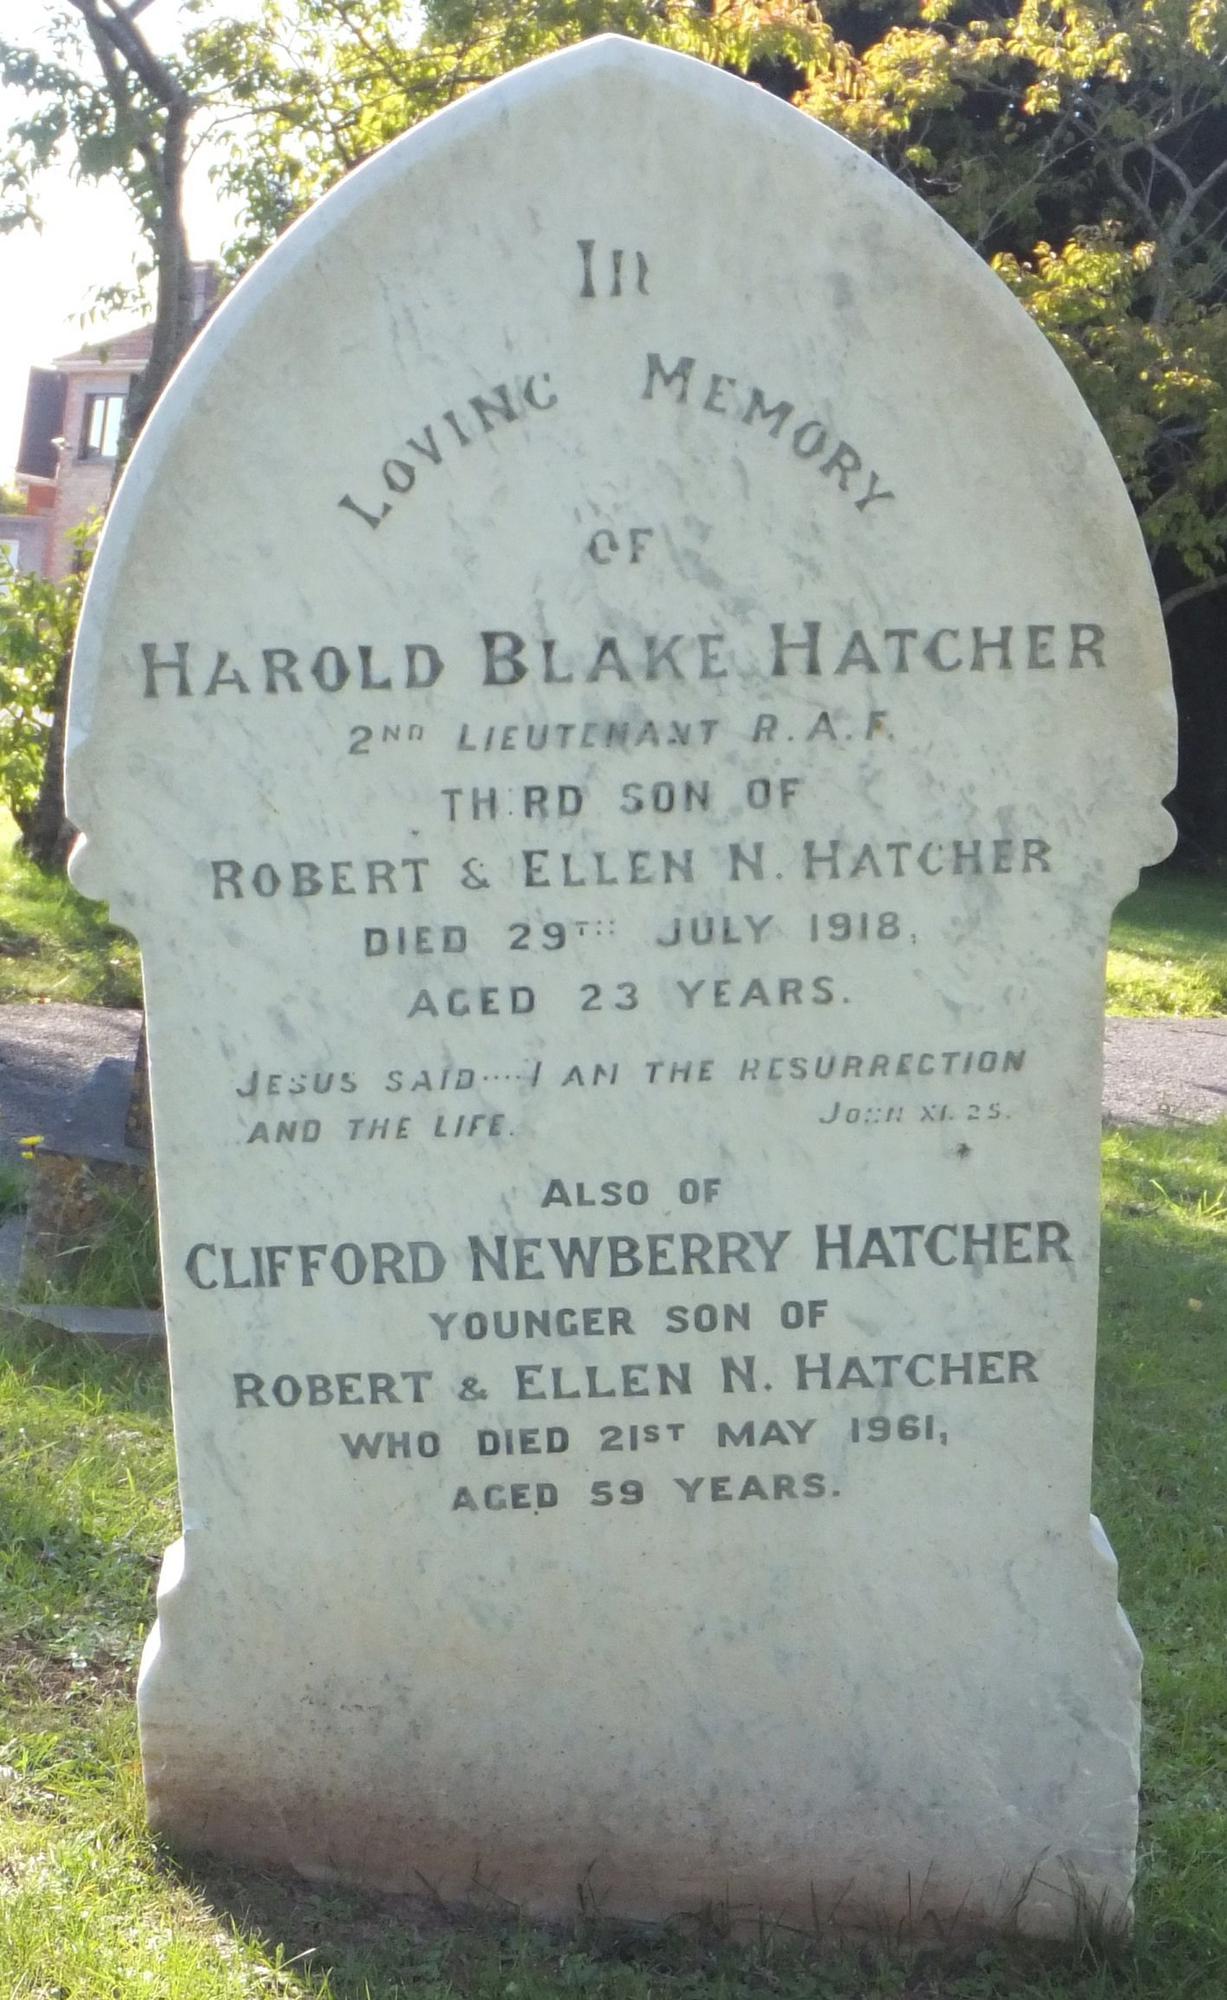 In
LOVING MEMORY
OF
HAROLD BLAKE HATCHER
2ND LIEUTENANT R.A.F.
THIRD SON OF
ROBERT & ELLEN N. HATCHER
DIED 29TH JULY 1918,
AGED 23 YEARS.
JESUS SAID····I AM THE RESURRECTION
AND THE LIFE. JOHN XI. 25.
ALSO OF
CLIFFORD NEWBERRY HATCHER
YOUNGER SON OF
ROBERT & ELLEN N. HATCHER
WHO DIED 21ST MAY 1961,
AGED 59 YEARS.